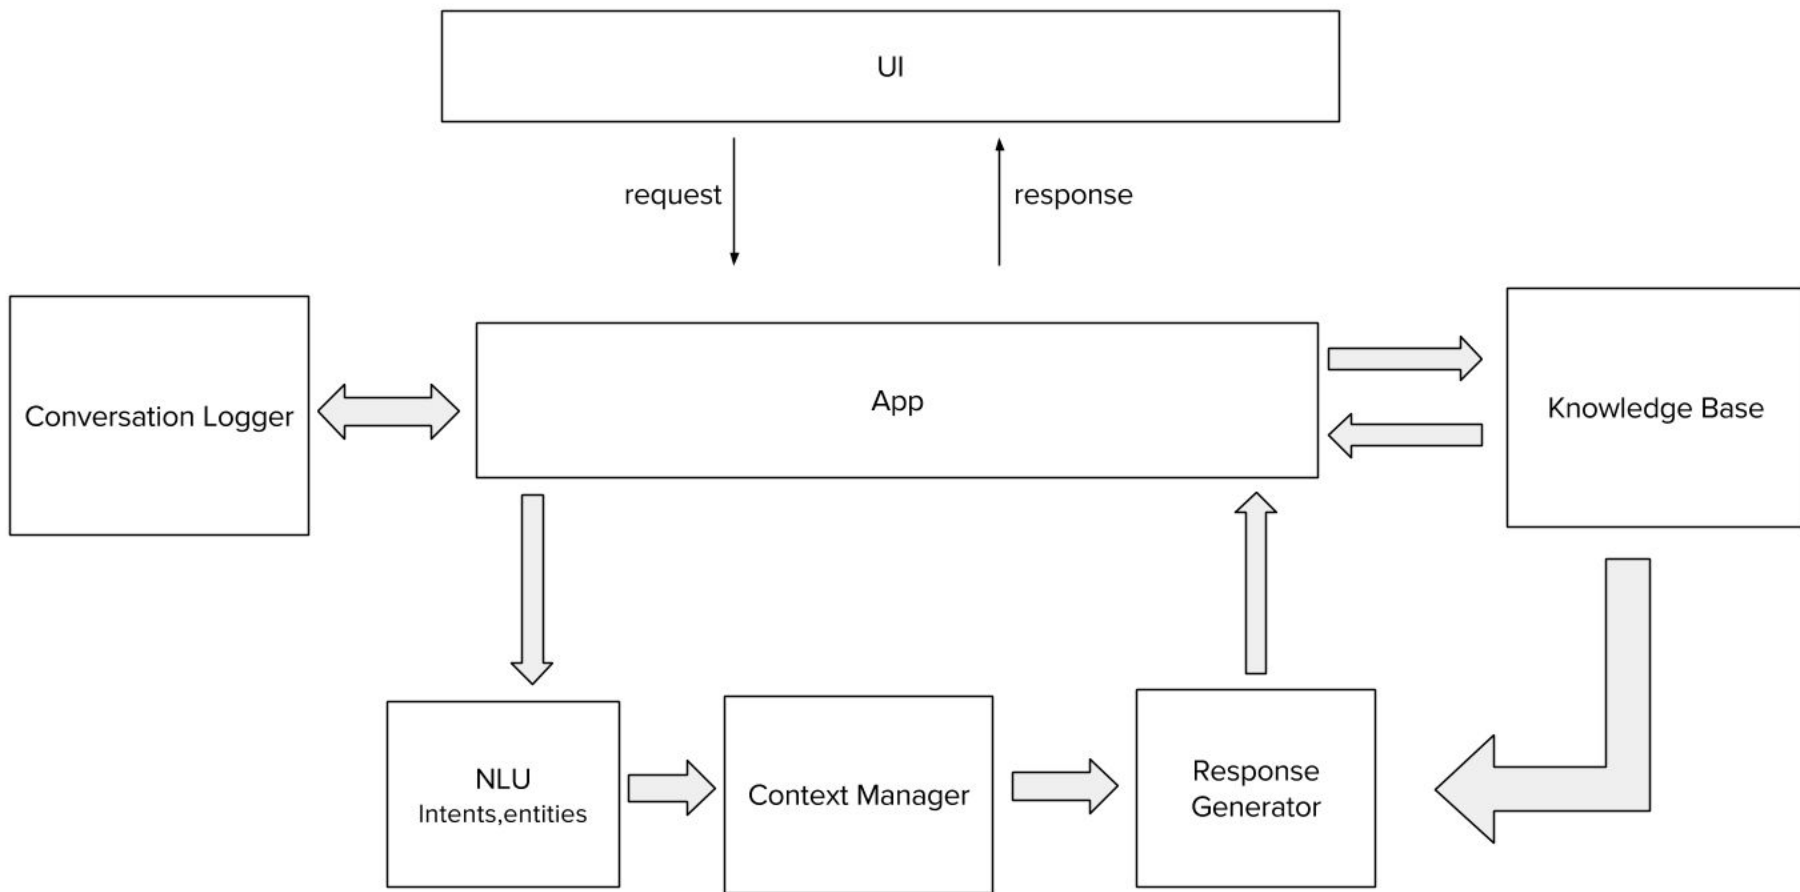 UI
request
response
Conversation Logger
App
Knowledge Base
NLU
Intents,entities
Context Manager
Response
Generator